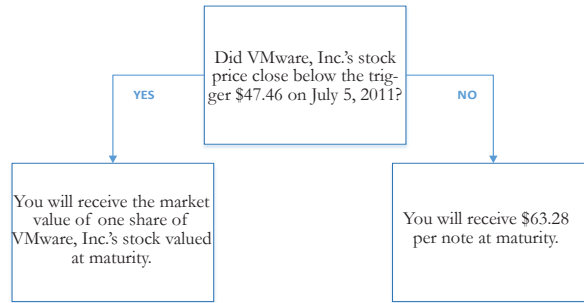 Did VMware, Inc.'s stock
price close below the trig-
ger $47.46 on July 5, 2011?
YES
NO
You will receive the market
value of one share of
VMware, Inc.'s stock valued
at maturity.
You will receive $63.28
per note at maturity.